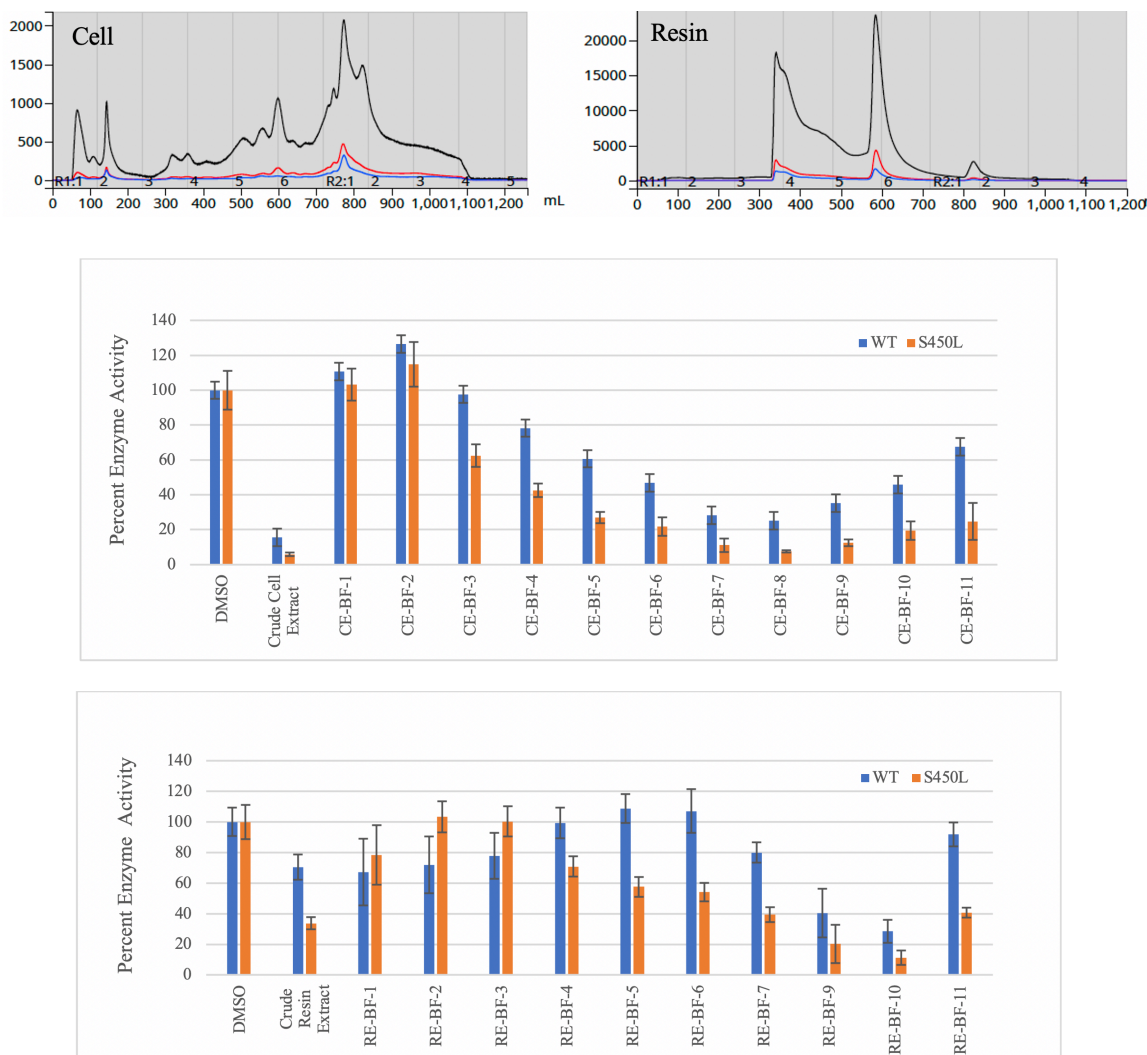 Cell
2000
1500
1000
500
0
R1:1 2 3 4 5 6 R2:1 2 3 4 5
0 100 200 300 400 500 600 700 800 900 1,000 1,100 1,200 mL
Resin
20000
15000
10000
5000
0
R1:1 2 3 4 5 6 R2:1 2 3 4
0 100 200 300 400 500 600 700 800 900 1,000 1,100 1,200
Percent Enzyme Activity
140
120
100
80
60
40
20
0
WT S450L
DMSO
Crude Cell
Extract
CE-BF-1
CE-BF-2
CE-BF-3
CE-BF-4
CE-BF-5
CE-BF-6
CE-BF-7
CE-BF-8
CE-BF-9
CE-BF-10
CE-BF-11
Percent Enzyme Activity
140
120
100
80
60
40
20
0
WT S450L
DMSO
Crude
Resin
Extract
RE-BF-1
RE-BF-2
RE-BF-3
RE-BF-4
RE-BF-5
RE-BF-6
RE-BF-7
RE-BF-9
RE-BF-10
RE-BF-11